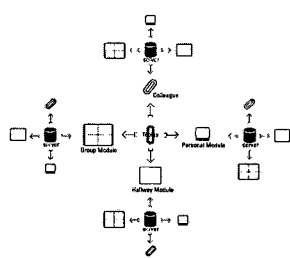 server
Colleague
server
Group Module
Personal Module
server
Hallway Module
server